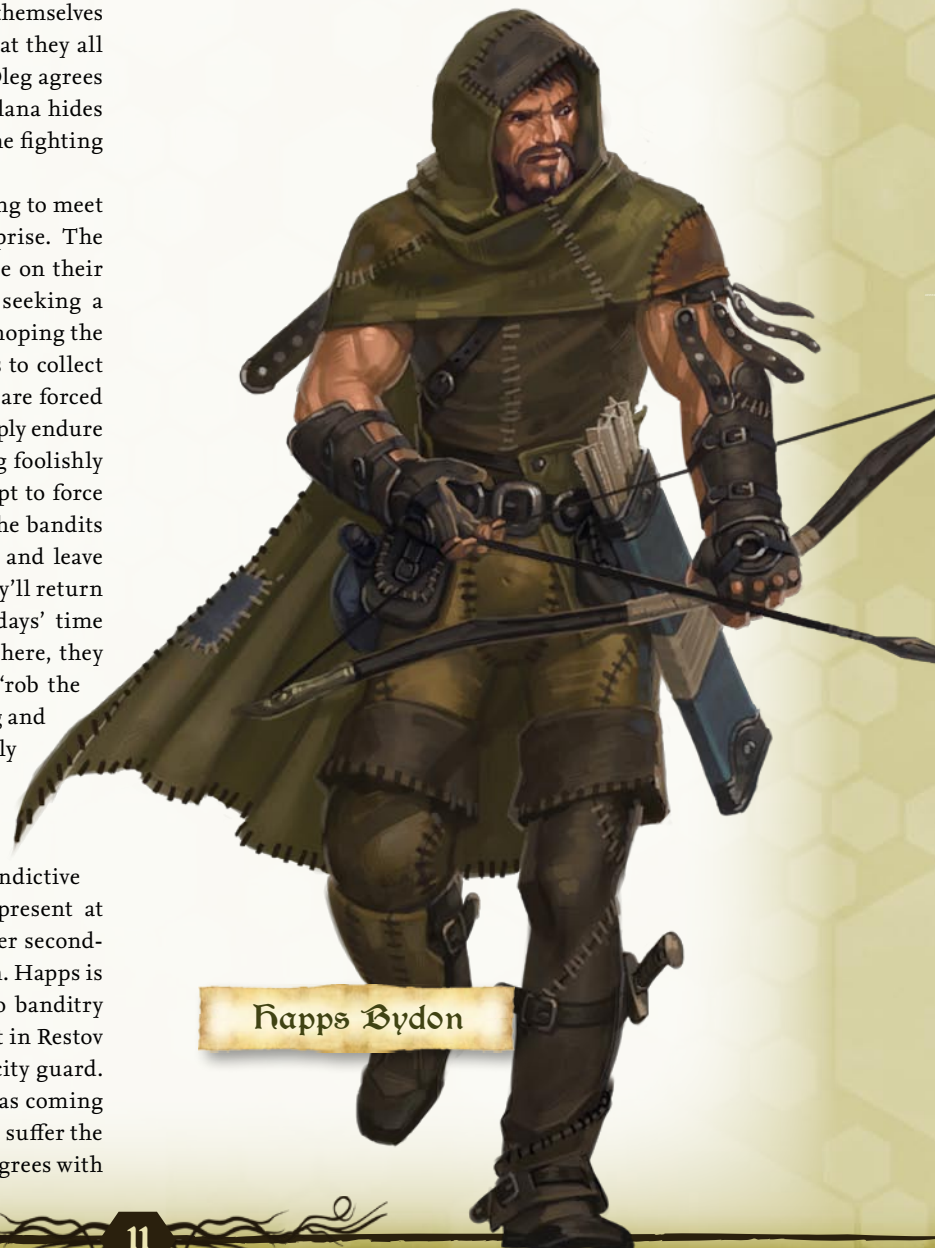 themselves
at they all
Oleg agrees
lana hides
he fighting
ng to meet
prise. The
e on their
seeking a
hoping the
s to collect
are forced
ply endure
g foolishly
pt to force
he bandits
and leave
y'll return
days' time
here, they
"rob the
g and
ly
ndictive
present at
er second-
n. Happs is
o banditry
t in Restov
city guard.
as coming
suffer the
grees with
Happs Bydon
11